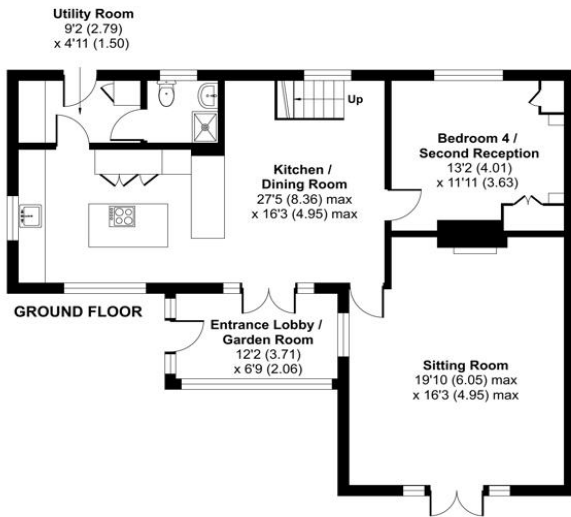 Utility Room
9'2 (2.79)
x 4'11 (1.50)
Up
Bedroom 4 /
Second Reception
13'2 (4.01)
x 11'11 (3.63)
Kitchen /
Dining Room
27'5 (8.36) max
x 16'3 (4.95) max
GROUND FLOOR
Entrance Lobby /
Garden Room
12'2 (3.71)
x 6'9 (2.06)
Sitting Room
19'10 (6.05) max
x 16'3 (4.95) max